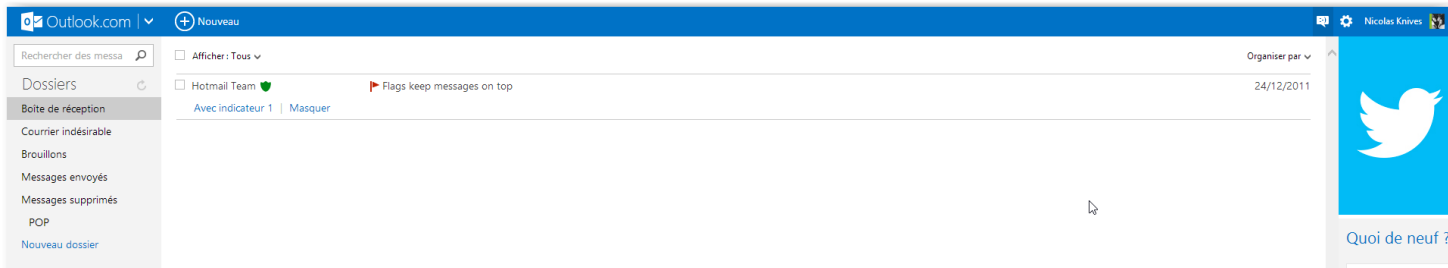 Outlook.com
Nouveau
Nicolas Knives
Rechercher des messa
Afficher : Tous
Organiser par
Dossiers
Hotmail Team
Flags keep messages on top
24/12/2011
Boîte de réception
Avec indicateur 1 | Masquer
Courrier indésirable
Brouillons
Messages envoyés
Messages supprimés
POP
Nouveau dossier
Quoi de neuf ?